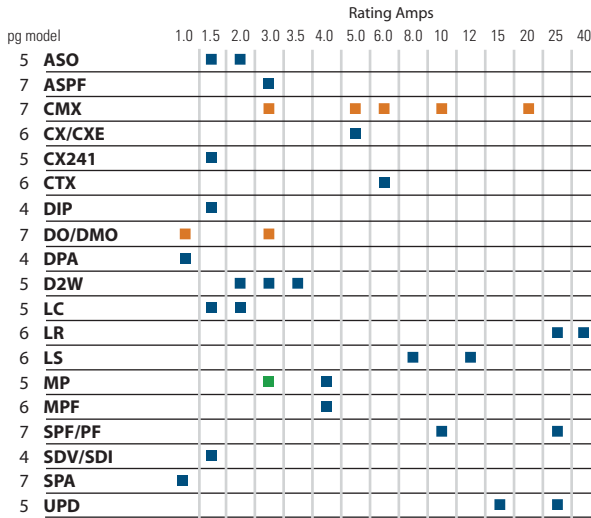 Rating Amps
pg model 1.0 1.5 2.0 3.0 3.5 4.0 5.0 6.0 8.0 10 12 15 20 25 40
5 ASO
7 ASPF
7 CMX
6 CX/CXE
5 CX241
6 CTX
4 DIP
7 DO/DMO
4 DPA
5 D2W
5 LC
6 LR
6 LS
5 MP
6 MPF
7 SPF/PF
4 SDV/SDI
7 SPA
5 UPD